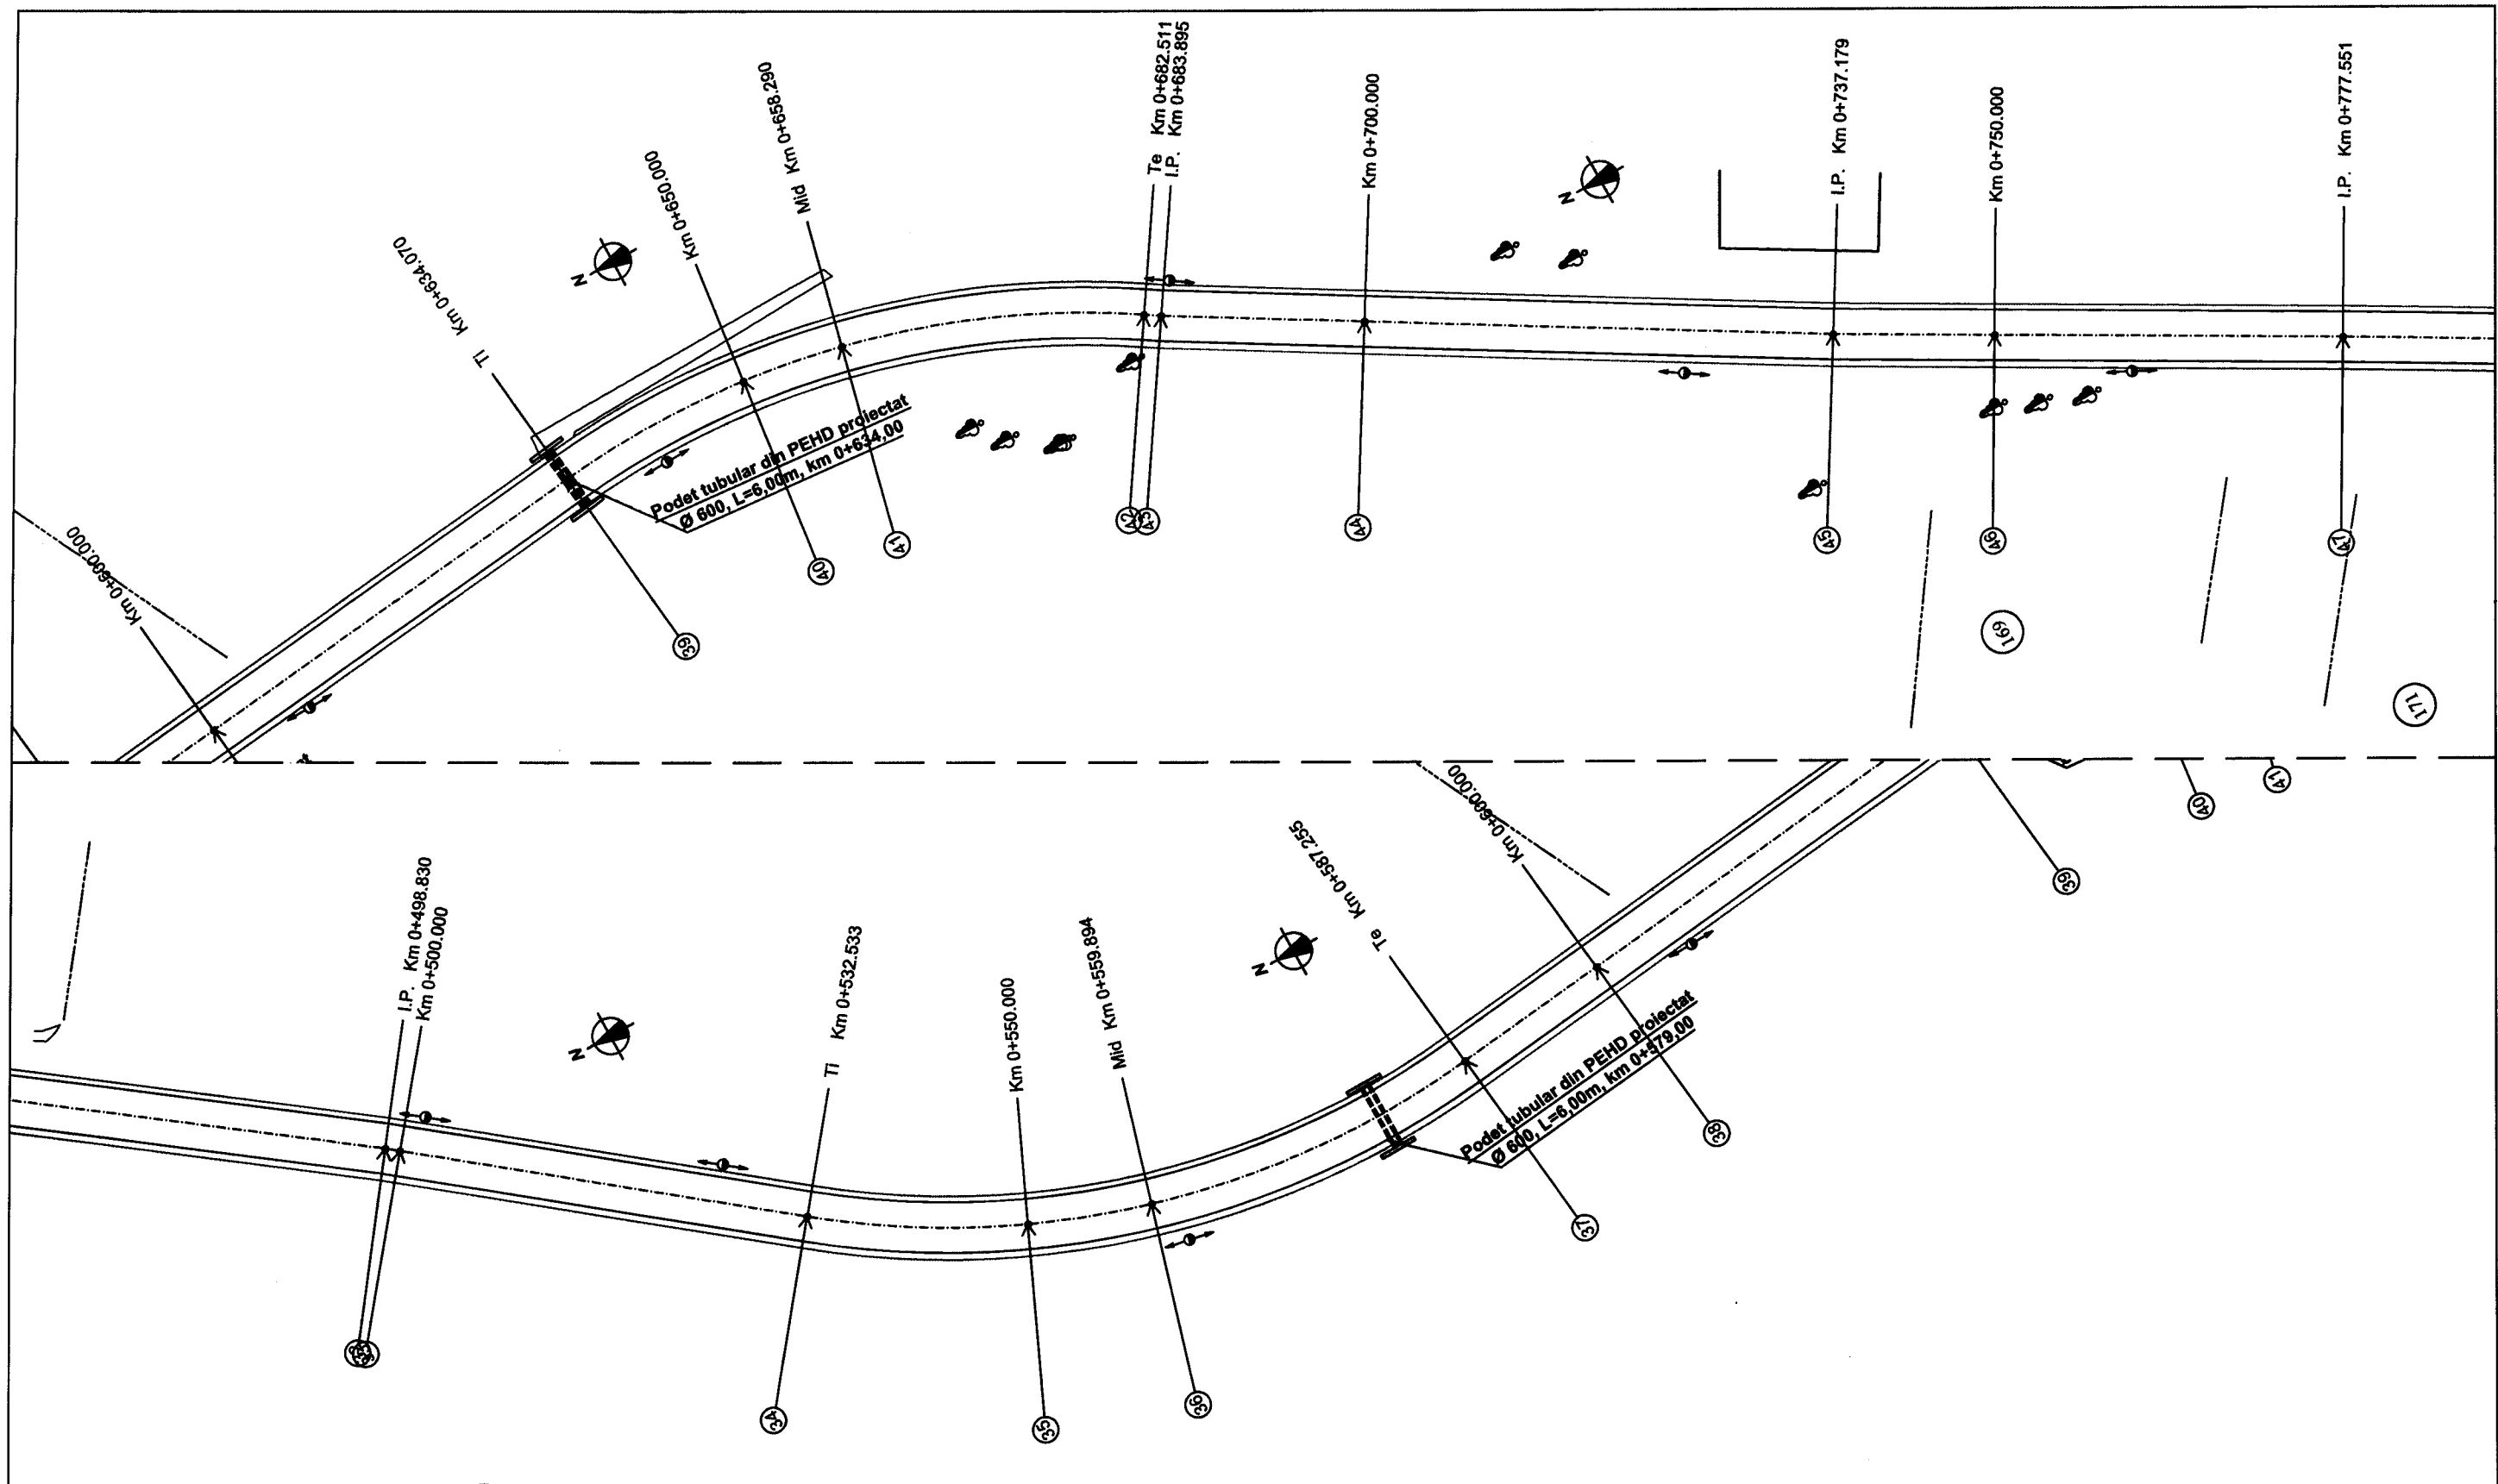 Km 0+600.000
Ti Km 0+634.070
N
Km 0+650.000
Mid Km 0+658.290
Te Km 0+682.511
I.P. Km 0+683.895
Km 0+700.000
N
I.P. Km 0+737.179
Km 0+750.000
I.P. Km 0+777.551
Podet tubular din PEHD proiectat
Ø 600, L=6,00m, km 0+634,00
39
40
41
42
43
44
45
46
47
169
171
I.P. Km 0+498.830
Km 0+500.000
N
Ti Km 0+532.533
Km 0+550.000
Mid Km 0+559.894
N
Te Km 0+587.255
Km 0+600.000
Podet tubular din PEHD proiectat
Ø 600, L=6,00m, km 0+579,00
33
34
35
36
37
38
39
40
41